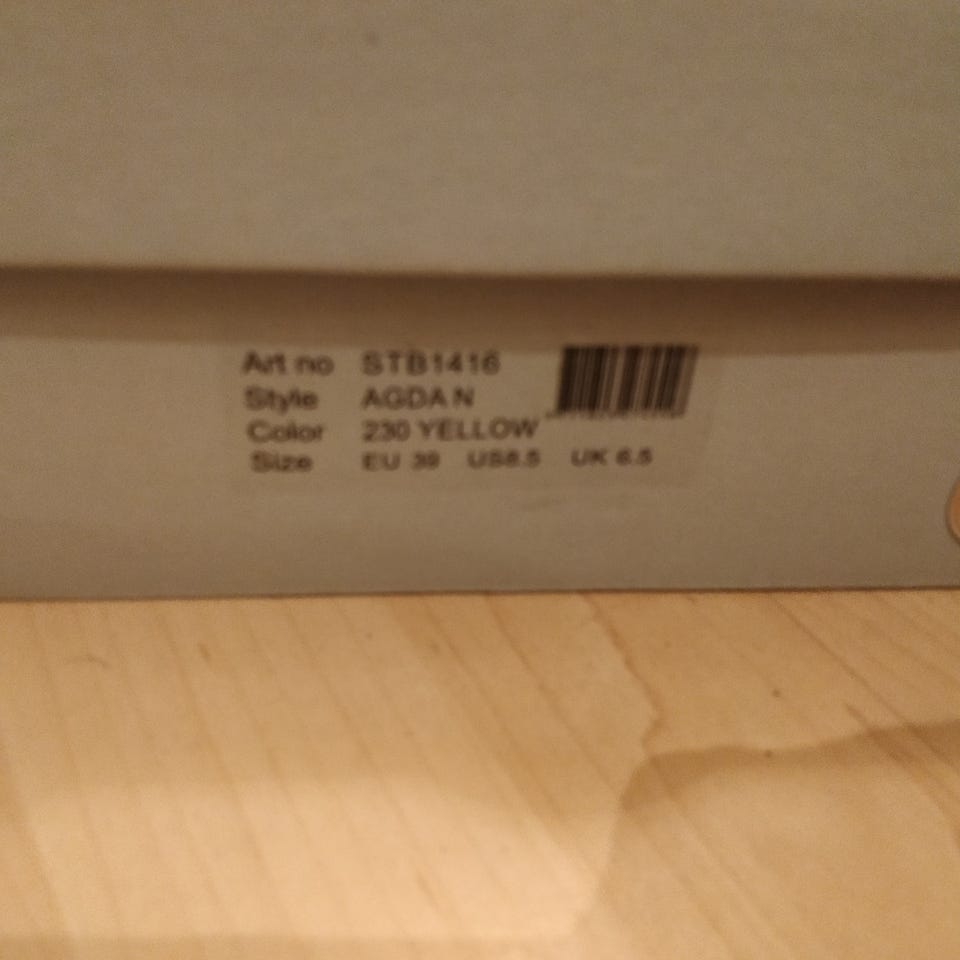 Art no STB1416
Style AGDA N
Color 230 YELLOW
Size EU 39 US8.5 UK 6.5